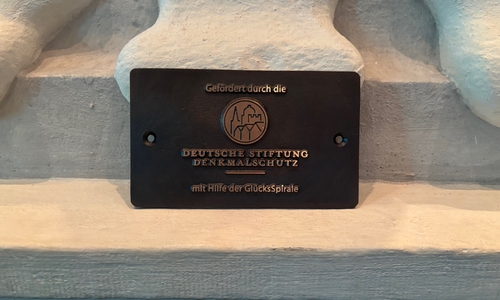 Gefördert durch die
DEUTSCHE STIFTUNG
DENKMALSCHUTZ
mit Hilfe der GlücksSpirale